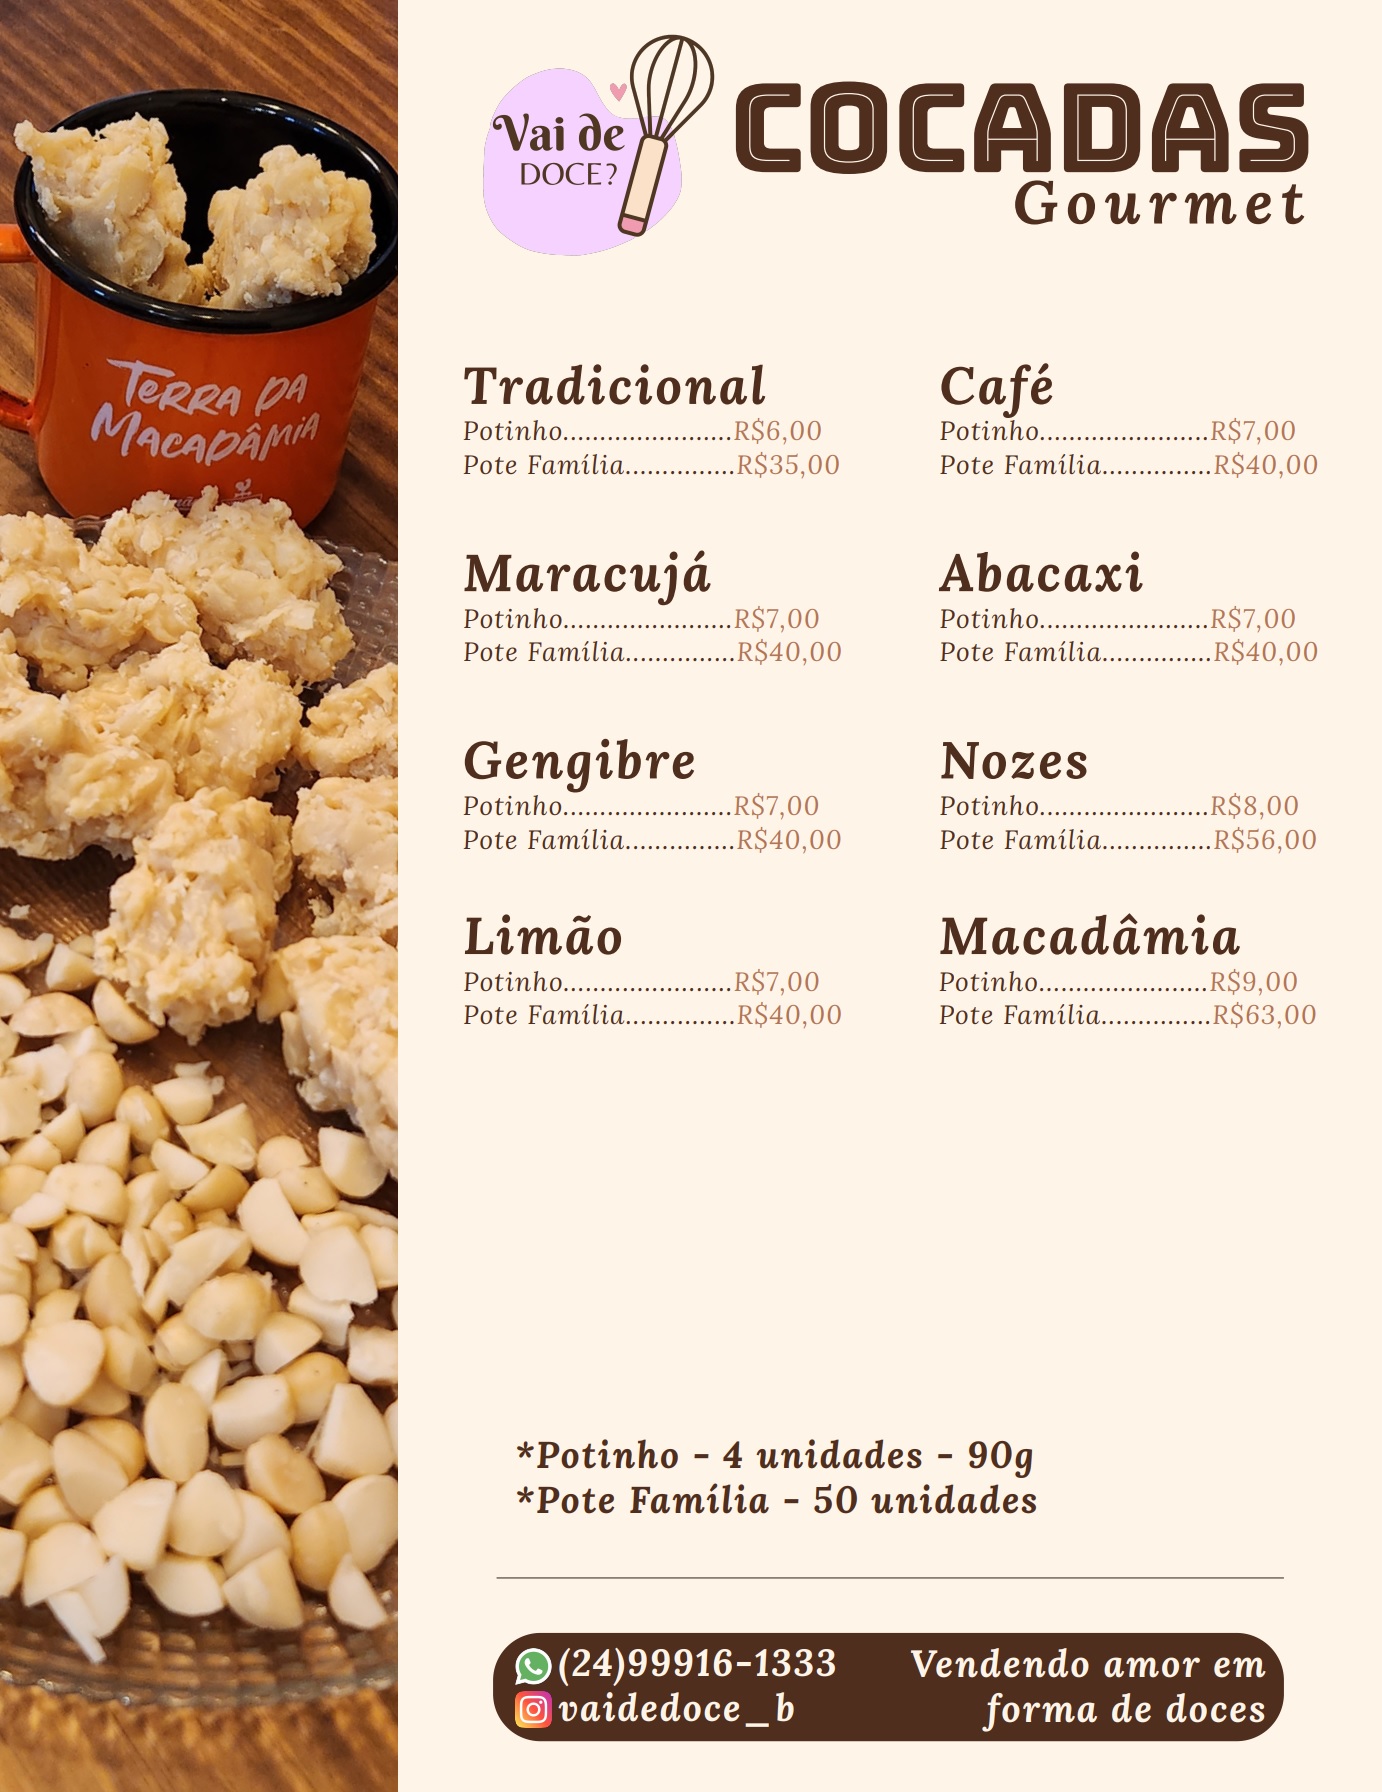 Vai de
DOCE?
COCADAS
Gourmet
TERRA DA
MACADÂMIA
Tradicional
Potinho.......................R$6,00
Pote Família...............R$35,00
Café
Potinho.......................R$7,00
Pote Família...............R$40,00
Maracujá
Potinho.......................R$7,00
Pote Família...............R$40,00
Abacaxi
Potinho.......................R$7,00
Pote Família...............R$40,00
Gengibre
Potinho.......................R$7,00
Pote Família...............R$40,00
Nozes
Potinho.......................R$8,00
Pote Família...............R$56,00
Limão
Potinho.......................R$7,00
Pote Família...............R$40,00
Macadâmia
Potinho.......................R$9,00
Pote Família...............R$63,00
*Potinho - 4 unidades - 90g
*Pote Família - 50 unidades
(24)99916-1333
vaidedoce_b
Vendendo amor em
forma de doces